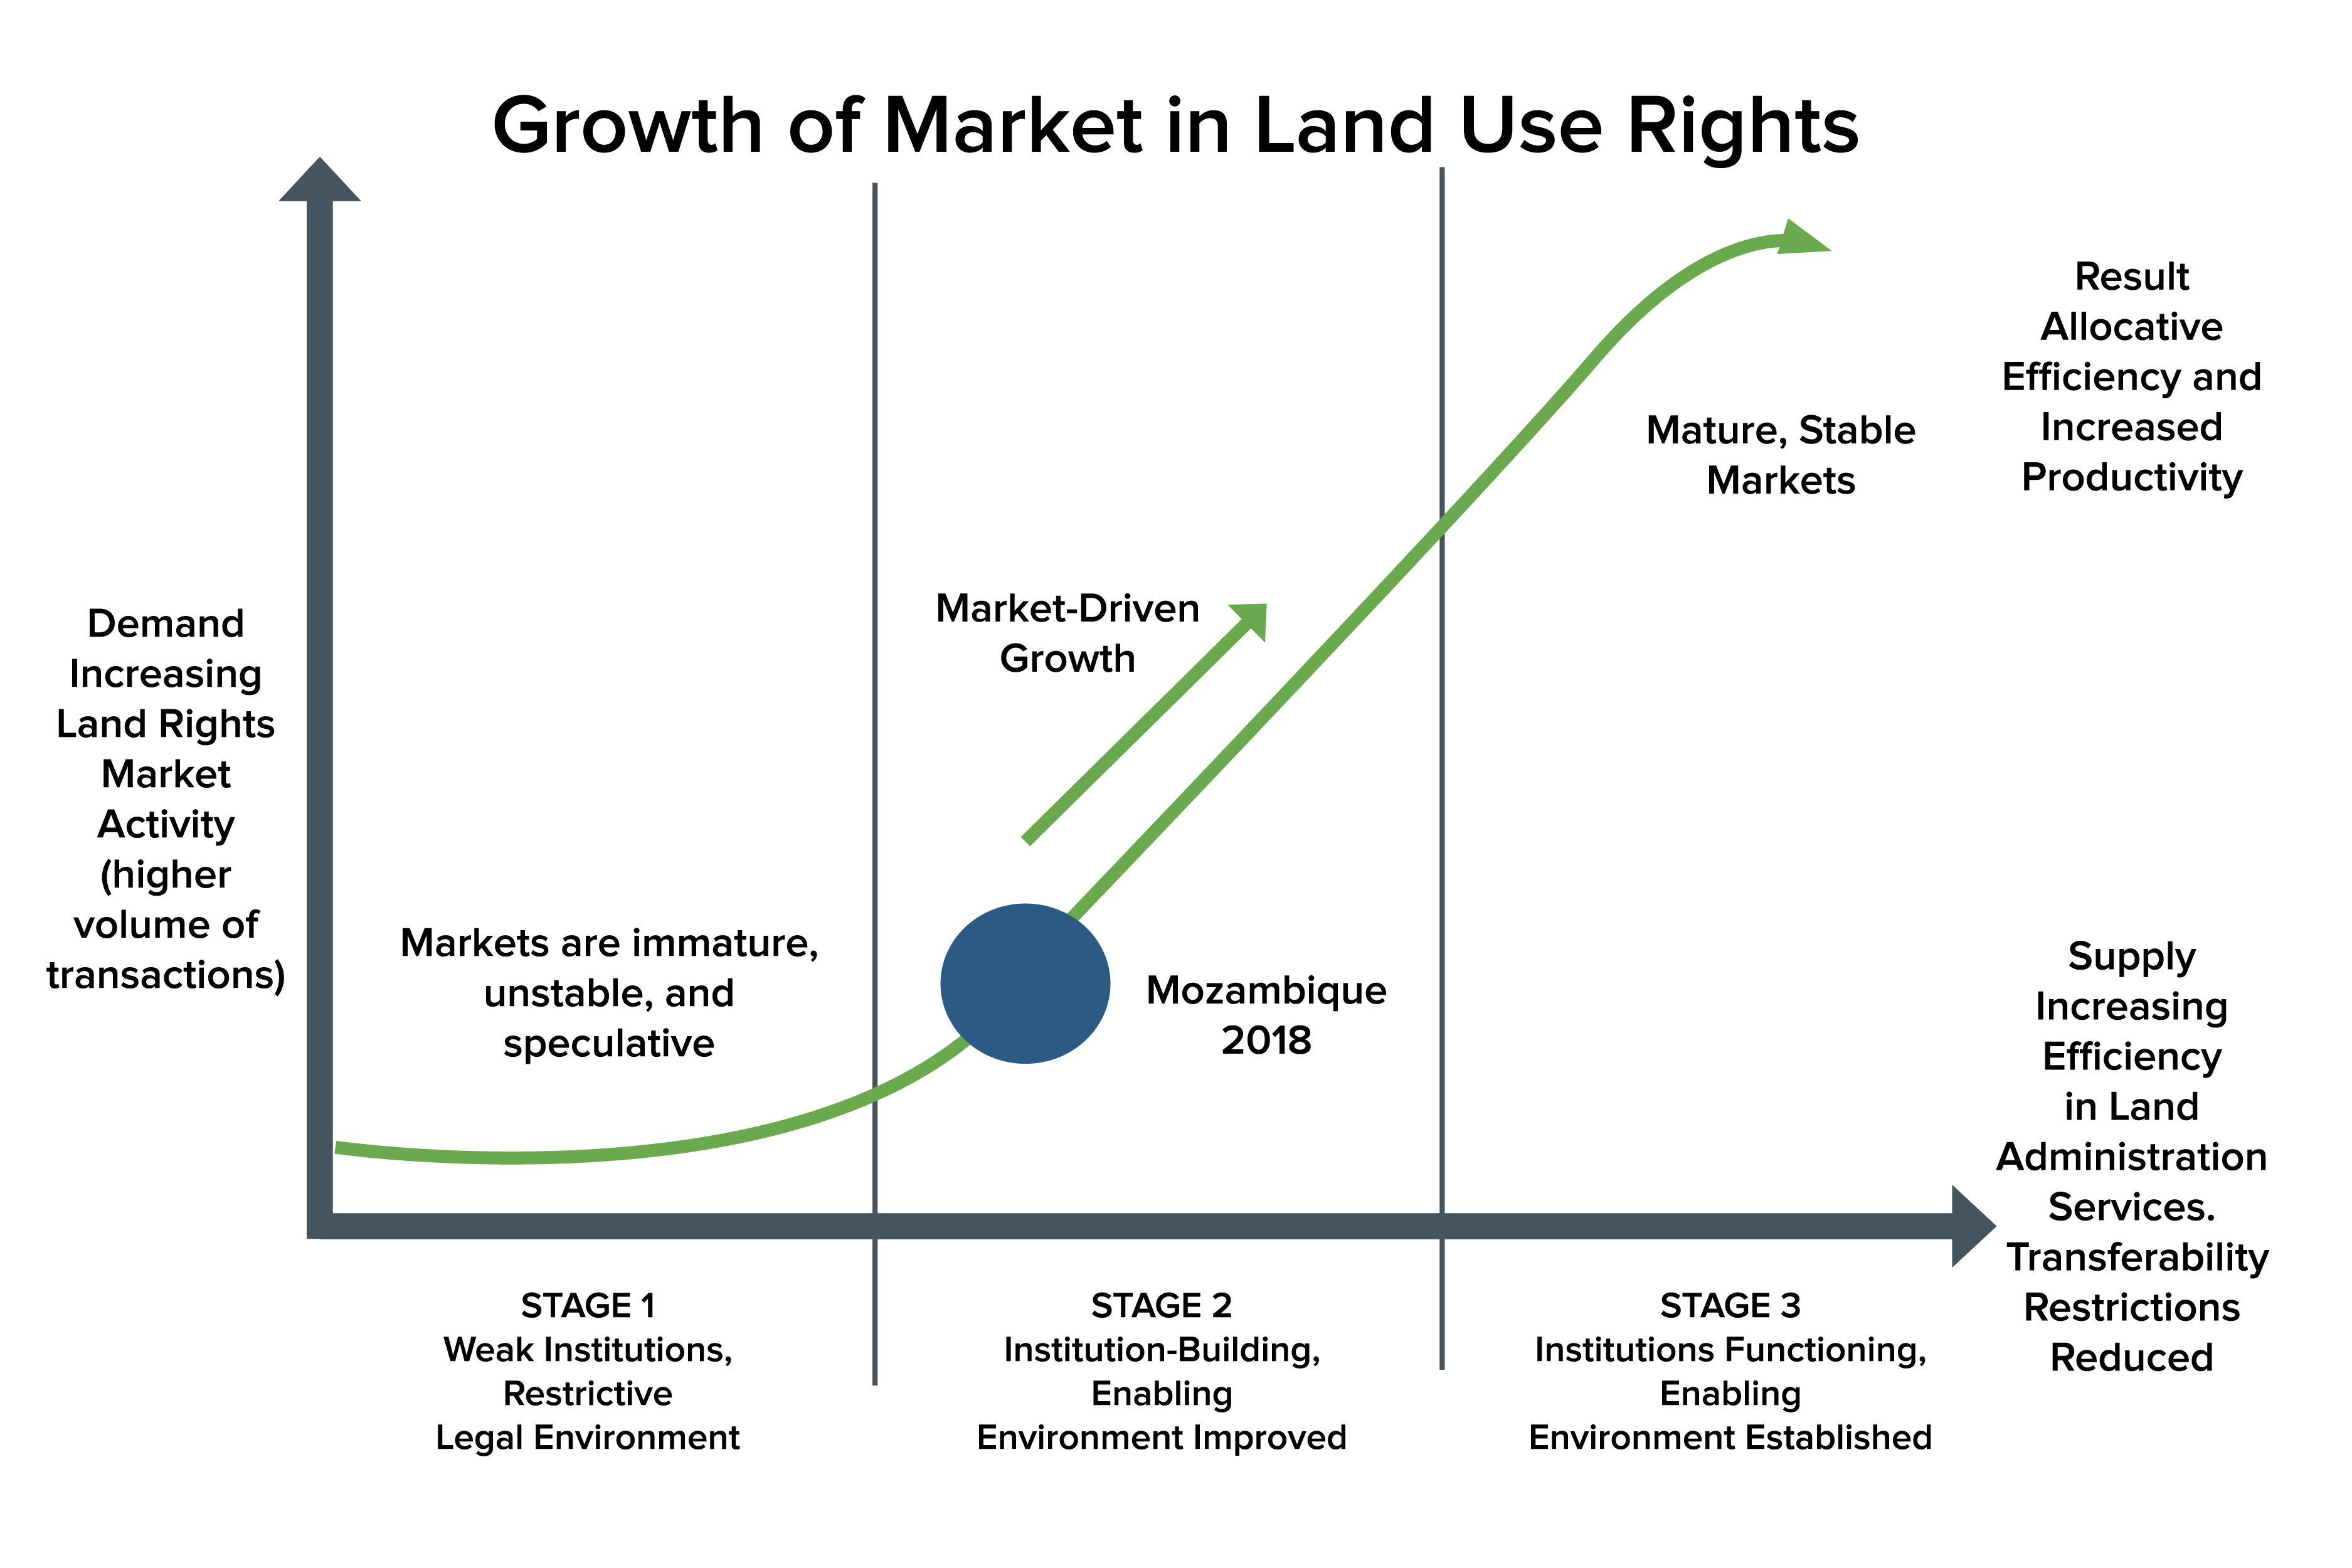 Growth of Market in Land Use Rights
Demand
Increasing
Land Rights
Market
Activity
(higher
volume of
transactions)
Markets are immature,
unstable, and
speculative
Market-Driven
Growth
Mozambique
2018
Mature, Stable
Markets
Result
Allocative
Efficiency and
Increased
Productivity
Supply
Increasing
Efficiency
in Land
Administration
Services.
Transferability
Restrictions
Reduced
STAGE 1
Weak Institutions,
Restrictive
Legal Environment
STAGE 2
Institution-Building,
Enabling
Environment Improved
STAGE 3
Institutions Functioning,
Enabling
Environment Established